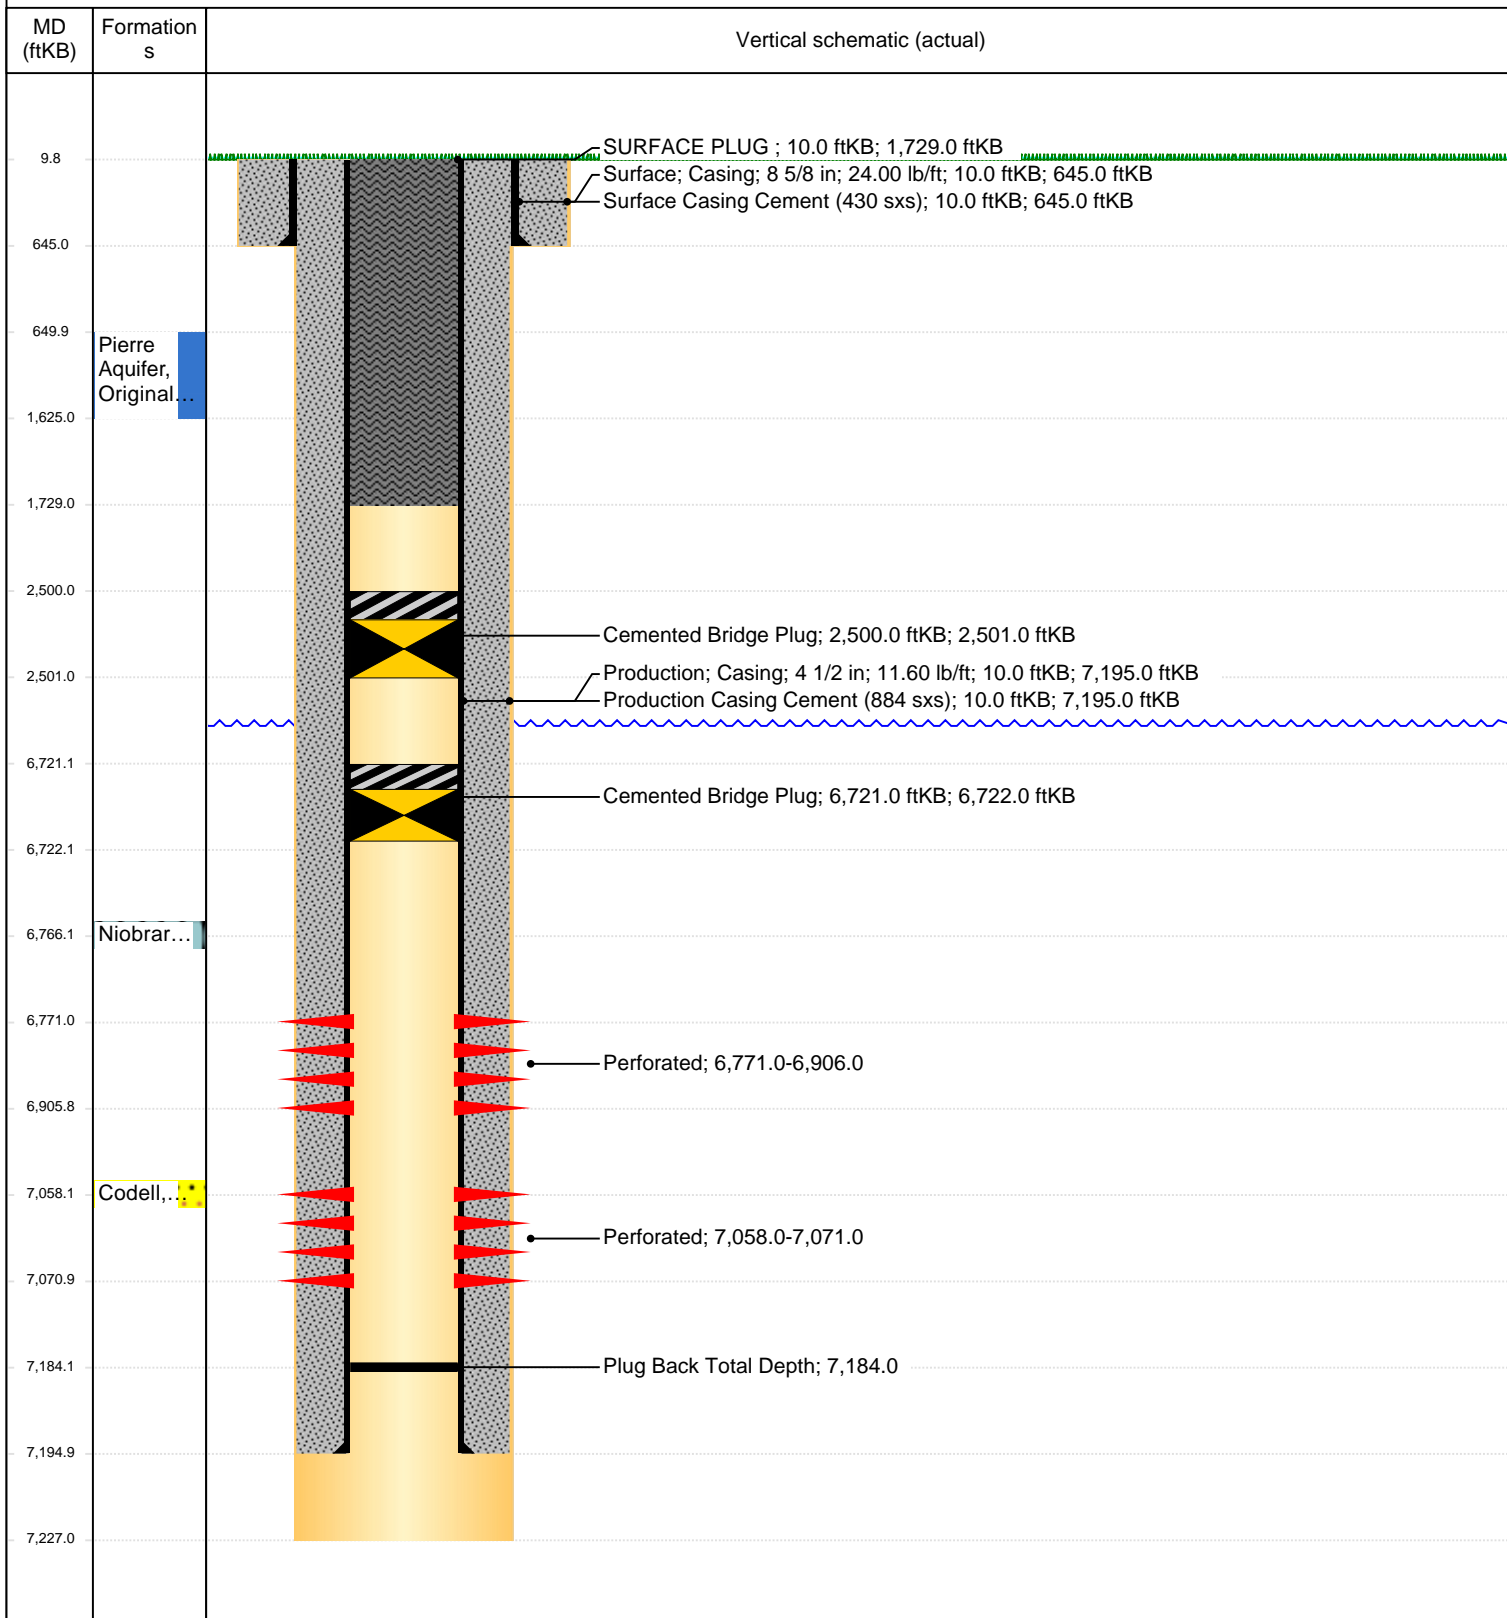 MD
(ftKB)
Formation
s
Vertical schematic (actual)
9.8
SURFACE PLUG ; 10.0 ftKB; 1,729.0 ftKB
Surface; Casing; 8 5/8 in; 24.00 lb/ft; 10.0 ftKB; 645.0 ftKB
Surface Casing Cement (430 sxs); 10.0 ftKB; 645.0 ftKB
645.0
649.9
Pierre
Aquifer,
Original…
1,625.0
1,729.0
2,500.0
Cemented Bridge Plug; 2,500.0 ftKB; 2,501.0 ftKB
2,501.0
Production; Casing; 4 1/2 in; 11.60 lb/ft; 10.0 ftKB; 7,195.0 ftKB
Production Casing Cement (884 sxs); 10.0 ftKB; 7,195.0 ftKB
6,721.1
Cemented Bridge Plug; 6,721.0 ftKB; 6,722.0 ftKB
6,722.1
6,766.1
Niobrar…
6,771.0
Perforated; 6,771.0-6,906.0
6,905.8
7,058.1
Codell,…
Perforated; 7,058.0-7,071.0
7,070.9
7,184.1
Plug Back Total Depth; 7,184.0
7,194.9
7,227.0